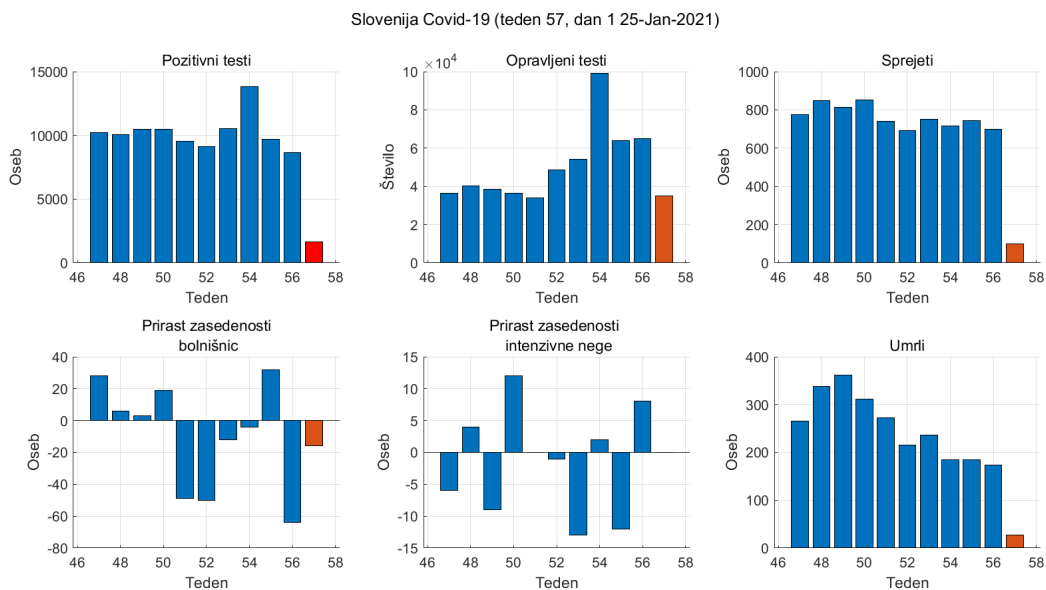 Slovenija Covid-19 (teden 57, dan 1 25-Jan-2021)
Pozitivni testi
15000
10000
5000
0
Oseb
46 48 50 52 54 56 58
Teden
Opravljeni testi
×10⁴
10
8
6
4
2
0
Število
46 48 50 52 54 56 58
Teden
Sprejeti
1000
800
600
400
200
0
Oseb
46 48 50 52 54 56 58
Teden
Prirast zasedenosti
bolnišnic
40
20
0
-20
-40
-60
-80
Oseb
46 48 50 52 54 56 58
Teden
Prirast zasedenosti
intenzivne nege
15
10
5
0
-5
-10
-15
Oseb
46 48 50 52 54 56 58
Teden
Umrli
400
300
200
100
0
Oseb
46 48 50 52 54 56 58
Teden